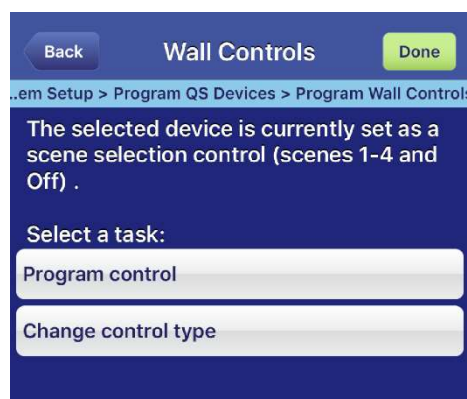 Back
Wall Controls
Done
..em Setup > Program QS Devices > Program Wall Controls
The selected device is currently set as a
scene selection control (scenes 1-4 and
Off) .
Select a task:
Program control
Change control type